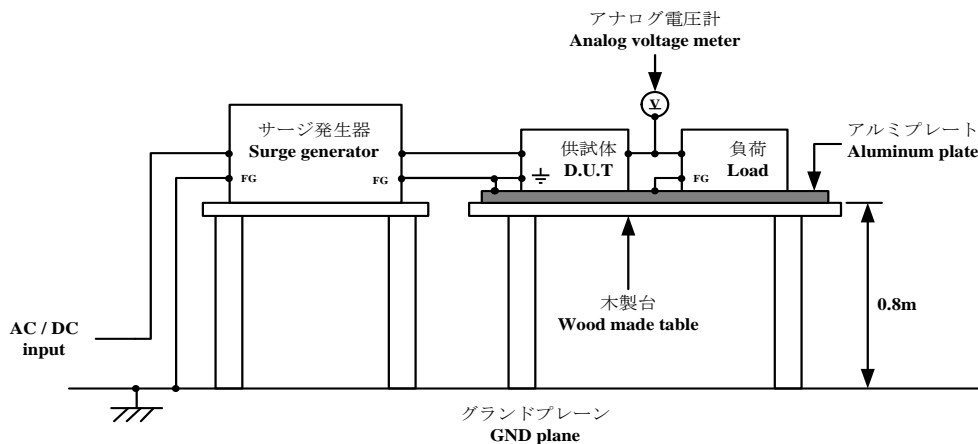 アナログ電圧計
Analog voltage meter
V
サージ発生器
Surge generator
FG
FG
供試体
D.U.T
負荷
Load
FG
アルミプレート
Aluminum plate
木製台
Wood made table
0.8m
AC / DC
input
グランドプレーン
GND plane